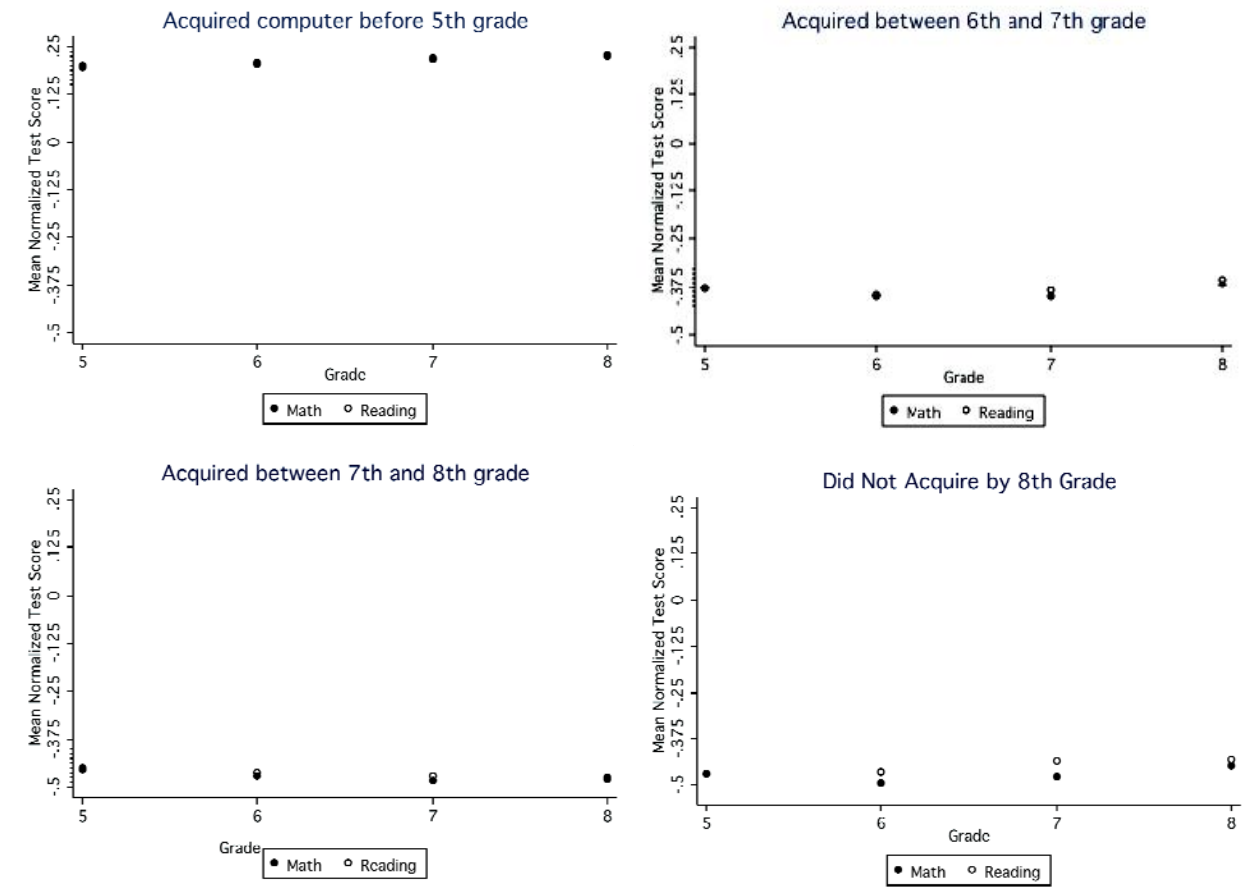 Acquired computer before 5th grade
Mean Normalized Test Score
.25
.125
0
-.125
-.25
-.375
-.5
5 6 7 8
Grade
Math Reading
Acquired between 6th and 7th grade
Mean Normalized Test Score
.25
.125
0
-.125
-.25
-.375
-.5
5 6 7 8
Grade
Math Reading
Acquired between 7th and 8th grade
Mean Normalized Test Score
.25
.125
0
-.125
-.25
-.375
-.5
5 6 7 8
Grade
Math Reading
Did Not Acquire by 8th Grade
Mean Normalized Test Score
.25
.125
0
-.125
-.25
-.375
-.5
5 6 7 8
Grade
Math Reading